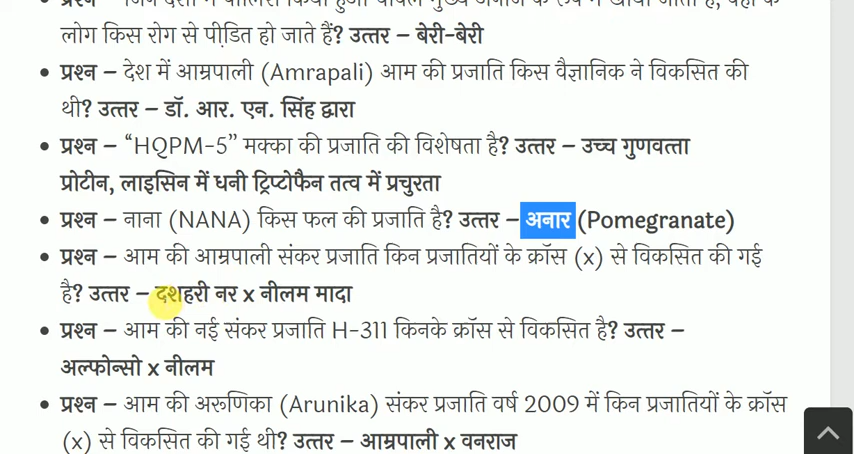 लोग किस रोग से पीड़ित हो जाते हैं? उत्तर – बेरी-बेरी
प्रश्न – देश में आम्रपाली (Amrapali) आम की प्रजाति किस वैज्ञानिक ने विकसित की
थी? उत्तर – डॉ. आर. एन. सिंह द्वारा
प्रश्न – “HQPM-5” मक्का की प्रजाति की विशेषता है? उत्तर – उच्च गुणवत्ता
प्रोटीन, लाइसिन में धनी ट्रिप्टोफैन तत्व में प्रचुरता
प्रश्न – नाना (NANA) किस फल की प्रजाति है? उत्तर – अनार (Pomegranate)
प्रश्न – आम की आम्रपाली संकर प्रजाति किन प्रजातियों के क्रॉस (x) से विकसित की गई
है? उत्तर – दशहरी नर x नीलम मादा
प्रश्न – आम की नई संकर प्रजाति H-311 किनके क्रॉस से विकसित है? उत्तर –
अल्फोन्सो x नीलम
प्रश्न – आम की अरूणिका (Arunika) संकर प्रजाति वर्ष 2009 में किन प्रजातियों के क्रॉस
(x) से विकसित की गई थी? उत्तर – आम्रपाली x वनराज